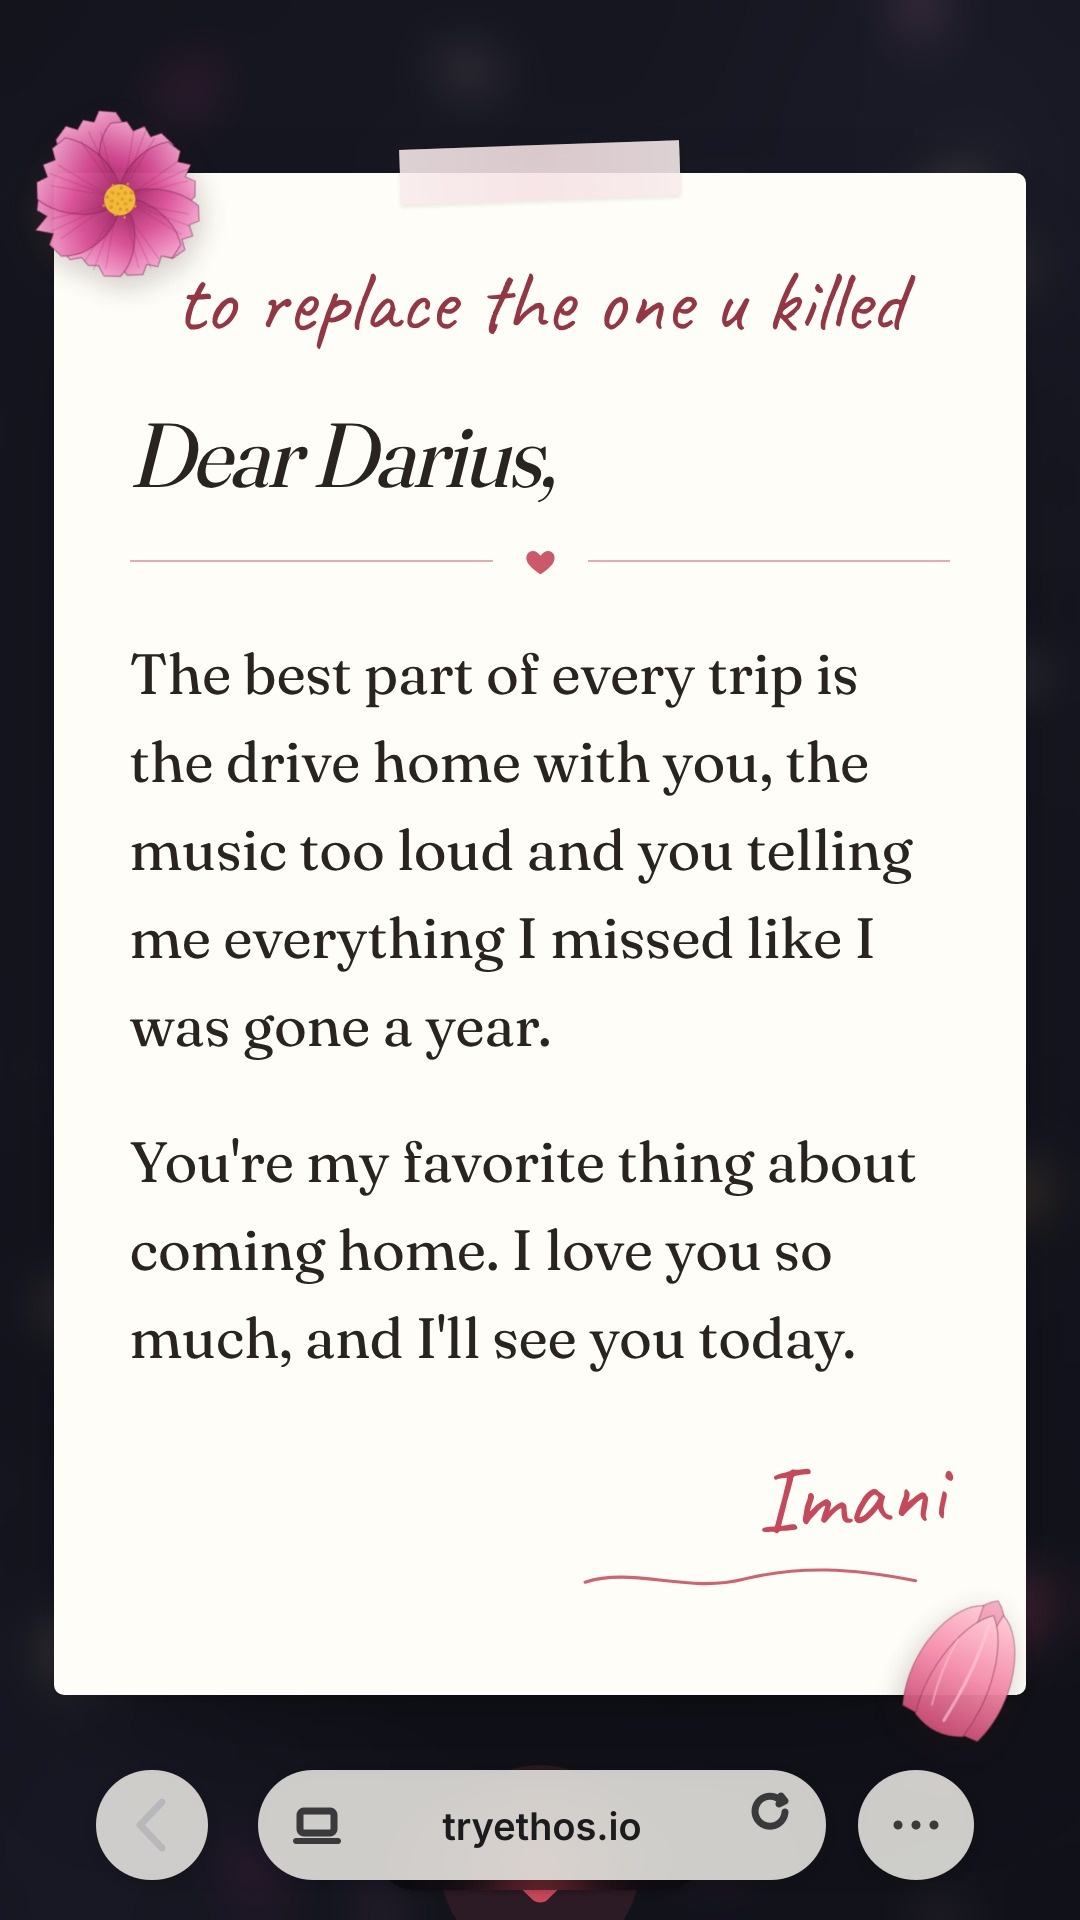 to replace the one u killed
Dear Darius,
The best part of every trip is
the drive home with you, the
music too loud and you telling
me everything I missed like I
was gone a year.
You're my favorite thing about
coming home. I love you so
much, and I'll see you today.
Imani
tryethos.io